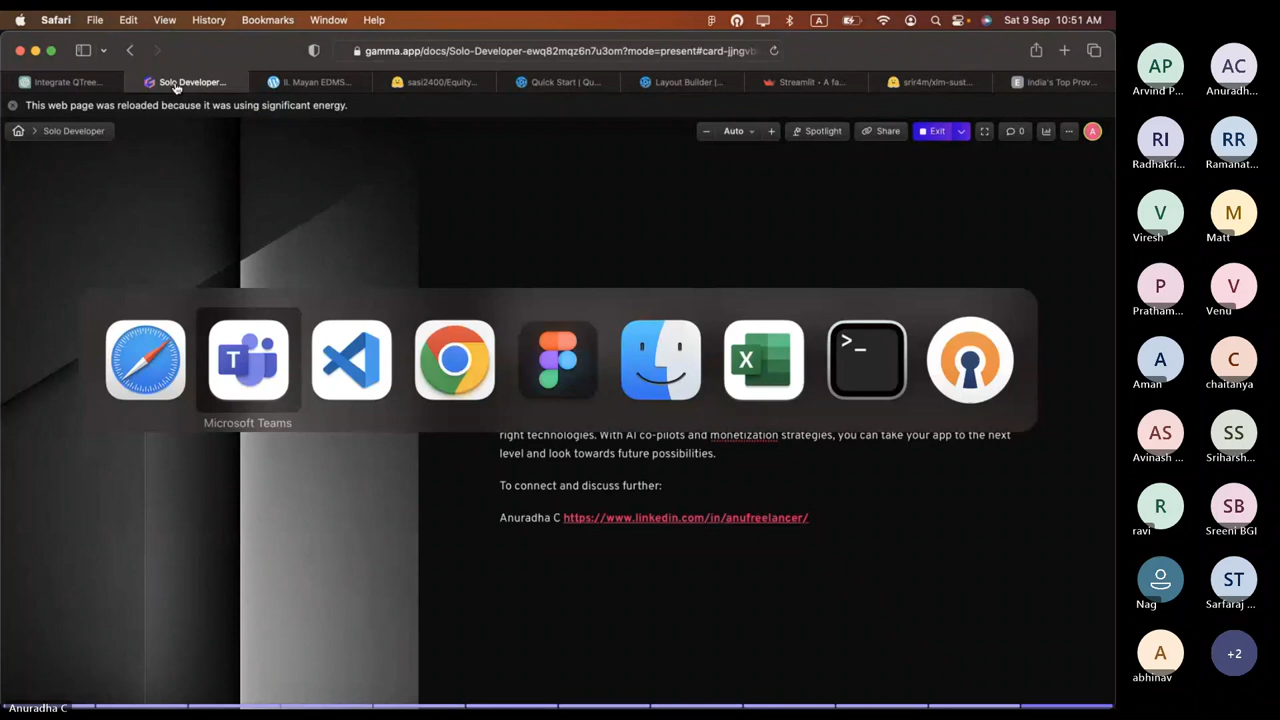 Safari File Edit View History Bookmarks Window Help
A
Sat 9 Sep 10:51 AM
gamma.app/docs/Solo-Developer-ewq82mqz6n7u3om?mode=present#card-jjngvb
Integrate QTree...
Solo Developer...
II. Mayan EDMS...
sasi2400/Equity...
Quick Start | Qu...
Layout Builder |...
Streamlit • A fa...
srir4m/xlm-sust...
India's Top Prov...
This web page was reloaded because it was using significant energy.
Solo Developer
Auto
Spotlight
Share
Exit
0
A
Microsoft Teams
right technologies. With AI co-pilots and monetization strategies, you can take your app to the next
level and look towards future possibilities.
To connect and discuss further:
Anuradha C https://www.linkedin.com/in/anufreelancer/
Anuradha C
AP AC
Arvind P... Anuradh...
RI RR
Radhakri... Ramanat...
V M
Viresh Matt
P V
Pratham... Venu
A C
Aman chaitanya
AS SS
Avinash ... Sriharsh...
R SB
ravi Sreeni BGI
ST
Nag Sarfaraj ...
A +2
abhinav